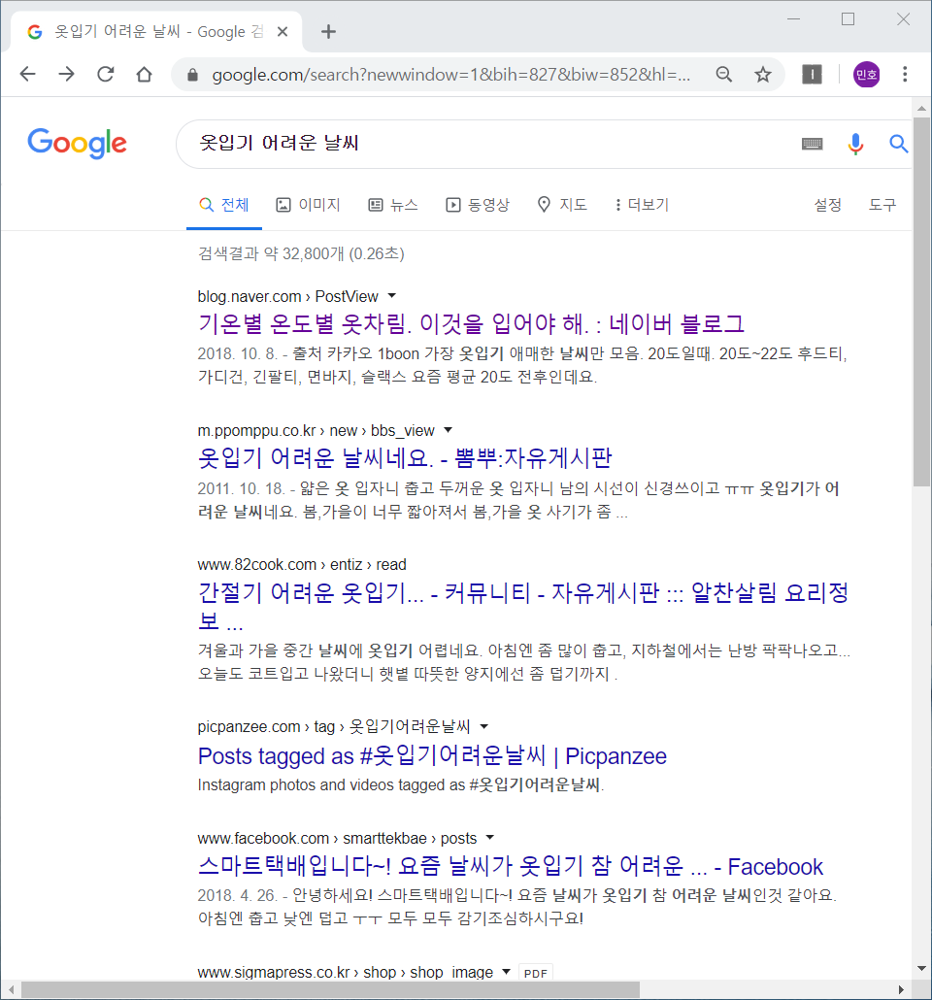 옷입기 어려운 날씨 - Google 검
google.com/search?newwindow=1&bih=827&biw=852&hl=...
민호
Google
옷입기 어려운 날씨
전체 이미지 뉴스 동영상 지도 더보기 설정 도구
검색결과 약 32,800개 (0.26초)
blog.naver.com › PostView
기온별 온도별 옷차림. 이것을 입어야 해. : 네이버 블로그
2018. 10. 8. - 출처 카카오 1boon 가장 옷입기 애매한 날씨만 모음. 20도일때. 20도~22도 후드티,
가디건, 긴팔티, 면바지, 슬랙스 요즘 평균 20도 전후인데요.
m.ppomppu.co.kr › new › bbs_view
옷입기 어려운 날씨네요. - 뽐뿌:자유게시판
2011. 10. 18. - 얇은 옷 입자니 춥고 두꺼운 옷 입자니 남의 시선이 신경쓰이고 ㅠㅠ 옷입기가 어
려운 날씨네요. 봄,가을이 너무 짧아져서 봄,가을 옷 사기가 좀 ...
www.82cook.com › entiz › read
간절기 어려운 옷입기... - 커뮤니티 - 자유게시판 ::: 알찬살림 요리정
보 ...
겨울과 가을 중간 날씨에 옷입기 어렵네요. 아침엔 좀 많이 춥고, 지하철에서는 난방 팍팍나오고...
오늘도 코트입고 나왔더니 햇볕 따뜻한 양지에선 좀 덥기까지 .
picpanzee.com › tag › 옷입기어려운날씨
Posts tagged as #옷입기어려운날씨 | Picpanzee
Instagram photos and videos tagged as #옷입기어려운날씨.
www.facebook.com › smarttekbae › posts
스마트택배입니다~! 요즘 날씨가 옷입기 참 어려운 ... - Facebook
2018. 4. 26. - 안녕하세요! 스마트택배입니다~! 요즘 날씨가 옷입기 참 어려운 날씨인것 같아요.
아침엔 춥고 낮엔 덥고 ㅜㅜ 모두 모두 감기조심하시구요!
www.sigmapress.co.kr › shop › shop_image PDF